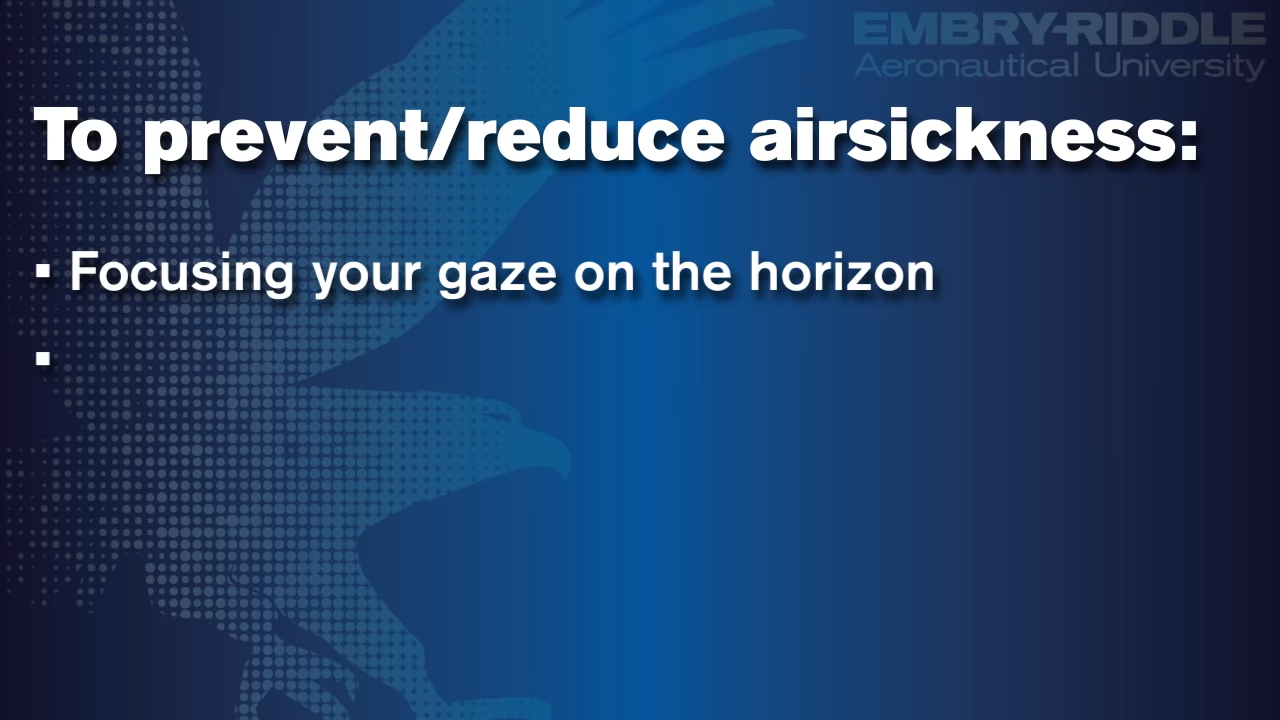 EMBRY-RIDDLE
Aeronautical University
To prevent/reduce airsickness:
▪ Focusing your gaze on the horizon
▪